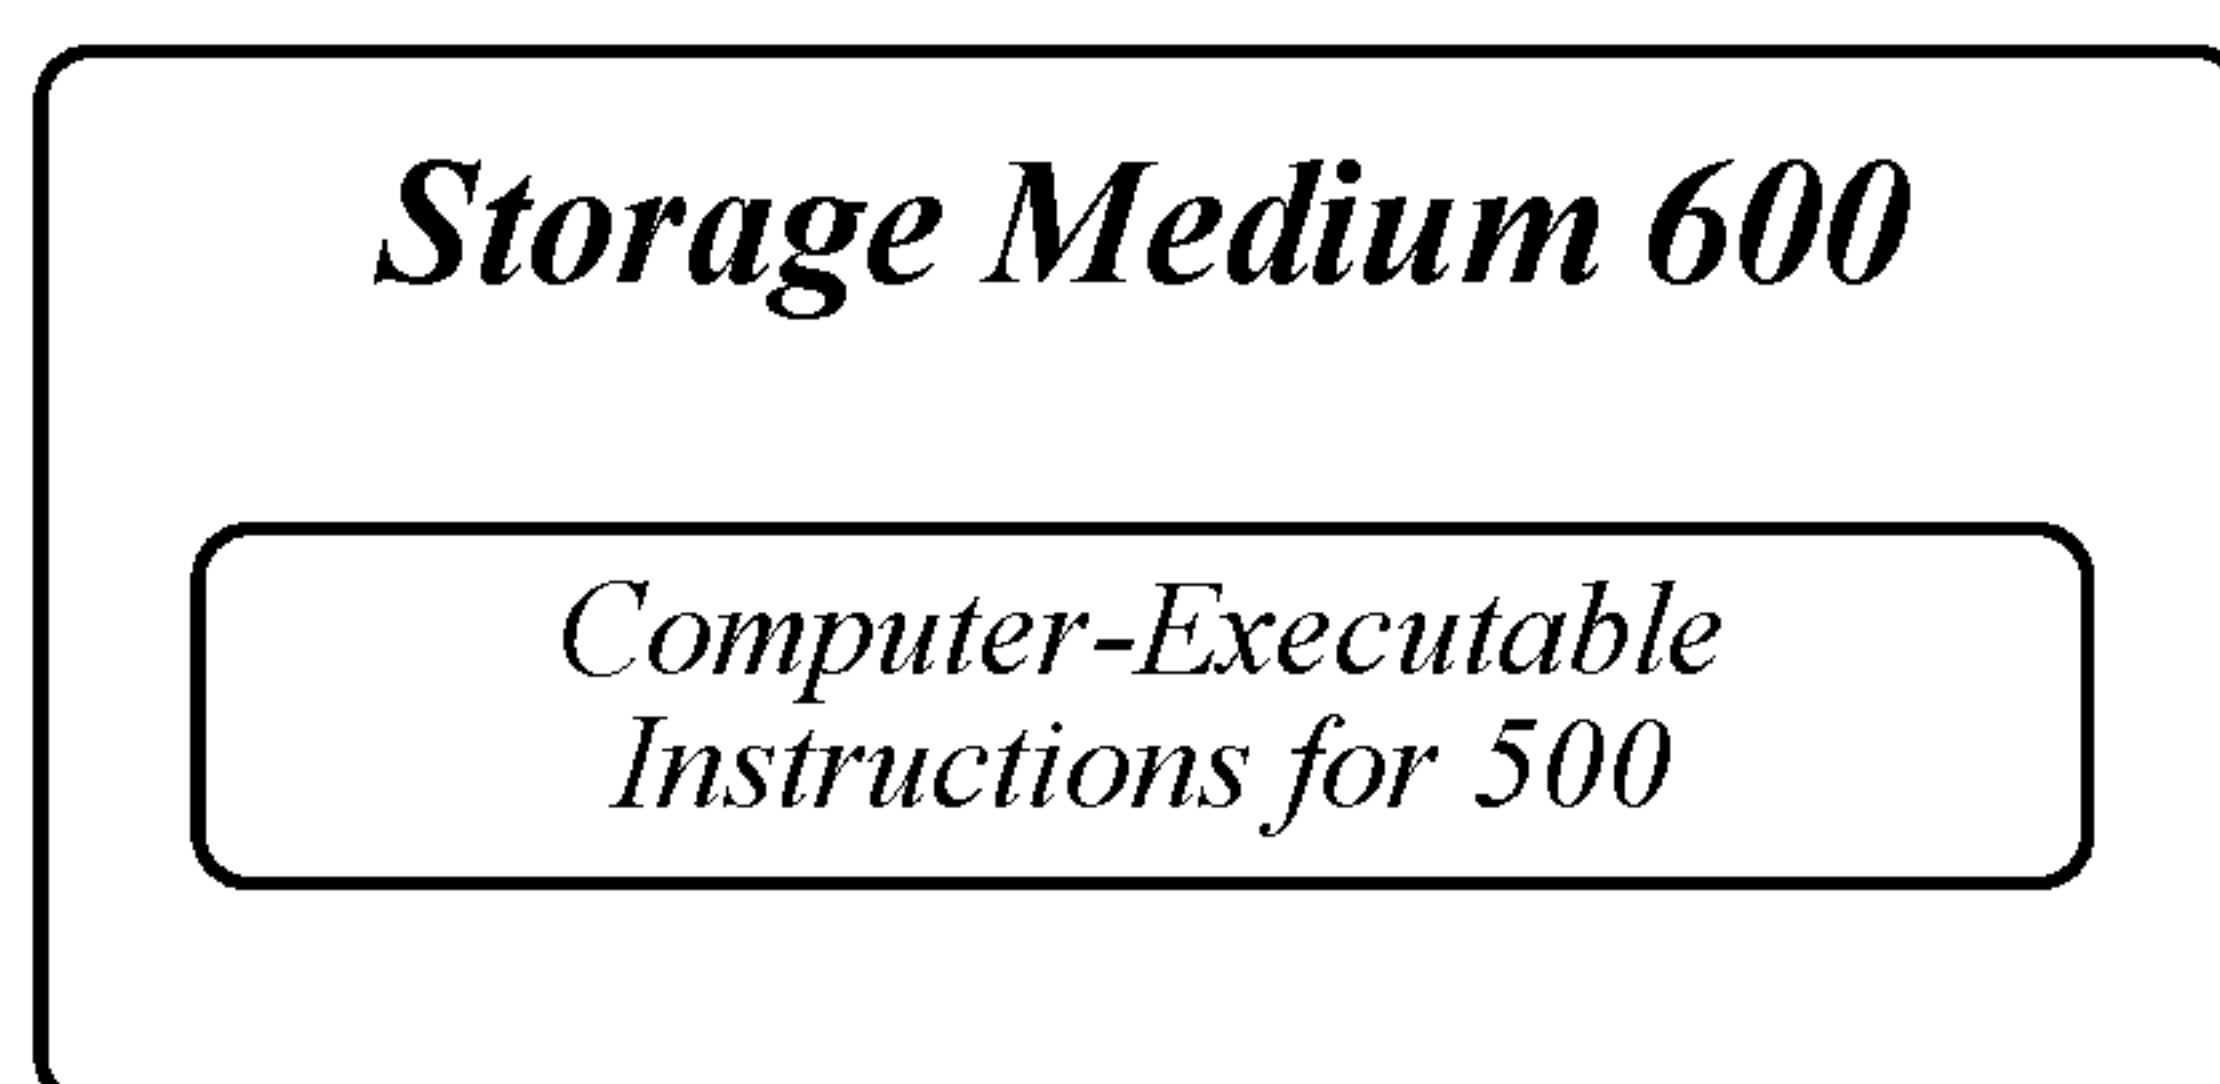 Storage Medium 600
Computer-Executable
Instructions for 500